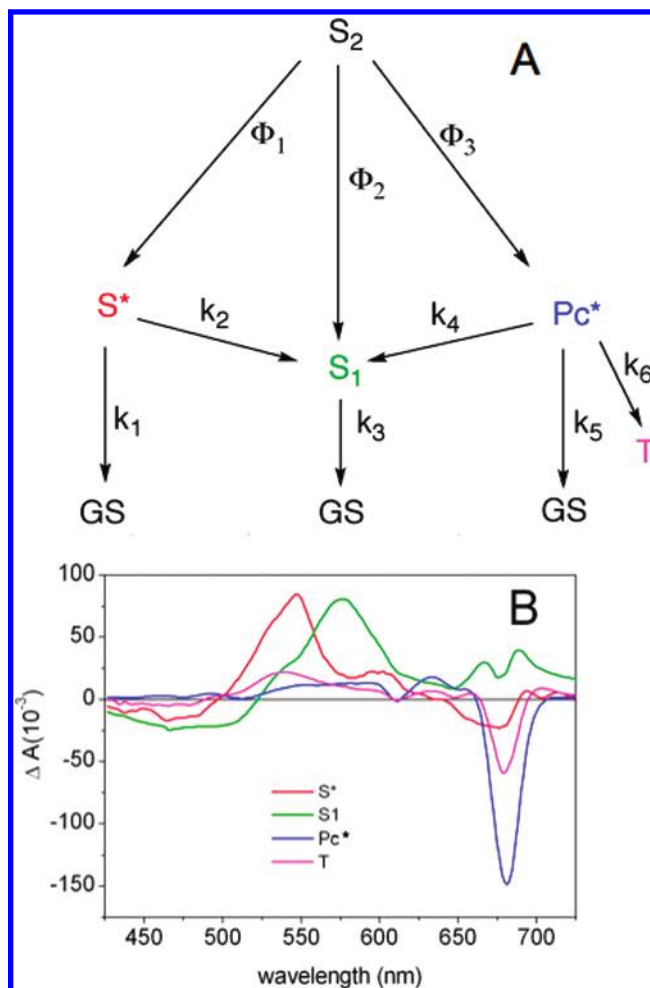 S₂
A
Φ₁
Φ₂
Φ₃
S*
k₂
S₁
k₄
Pc*
k₁
k₃
k₅
k₆
T
GS
GS
GS
B
100
50
0
-50
-100
-150
Δ A(10⁻³)
S*
S1
Pc*
T
450 500 550 600 650 700
wavelength (nm)